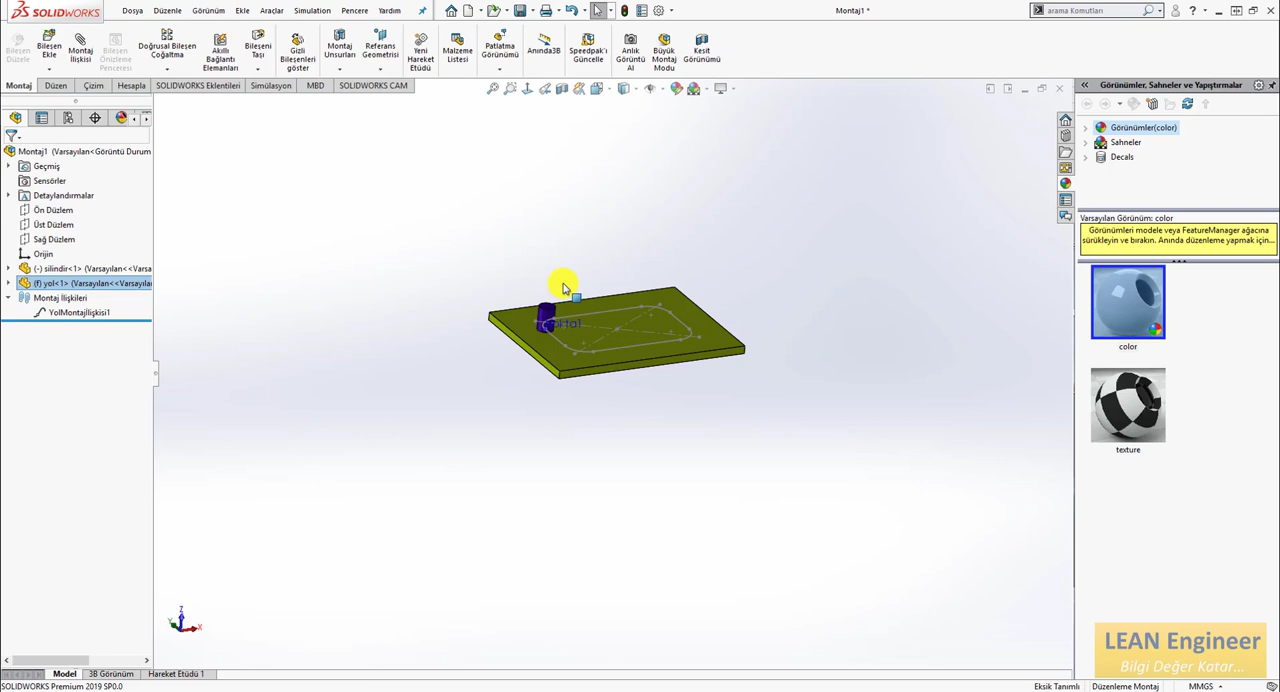 SOLIDWORKS
Dosya Düzenle Görünüm Ekle Araçlar Simulation Pencere Yardım
Montaj1 *
arama Komutları
Bileşen Düzele
Bileşen Ekle
Montaj İlişkisi
Bileşen Önizleme Penceresi
Doğrusal Bileşen Çoğaltma
Akıllı Bağlantı Elemanları
Bileşeni Taşı
Gizli Bileşenleri göster
Montaj Unsurları
Referans Geometrisi
Yeni Hareket Etüdü
Malzeme Listesi
Patlatma Görünümü
Anında3B
Speedpak'ı Güncelle
Anlık Görüntü Al
Büyük Montaj Modu
Kesit Görünümü
Montaj Düzen Çizim Hesapla SOLIDWORKS Eklentileri Simülasyon MBD SOLIDWORKS CAM
Montaj1 (Varsayılan<Görüntü Durum
Geçmiş
Sensörler
Detaylandırmalar
Ön Düzlem
Üst Düzlem
Sağ Düzlem
Orijin
(-) silindir<1> (Varsayılan<<Varsa
(f) yol<1> (Varsayılan<<Varsayılan
Montaj İlişkileri
YolMontajİlişkisi1
Z
Y
X
Görünümler, Sahneler ve Yapıştırmalar
Görünümler(color)
Sahneler
Decals
Varsayılan Görünüm: color
Görünümleri modele veya FeatureManager ağacına
sürükleyin ve bırakın. Anında düzenleme yapmak için...
color
texture
LEAN Engineer
Bilgi Değer Katar...
Model 3B Görünüm Hareket Etüdü 1
SOLIDWORKS Premium 2019 SP0.0
Eksik Tanımlı Düzenleme Montaj MMGS